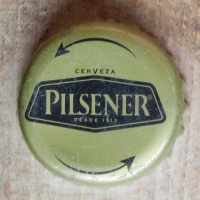 CERVEZA
PILSENER
DESDE 1913